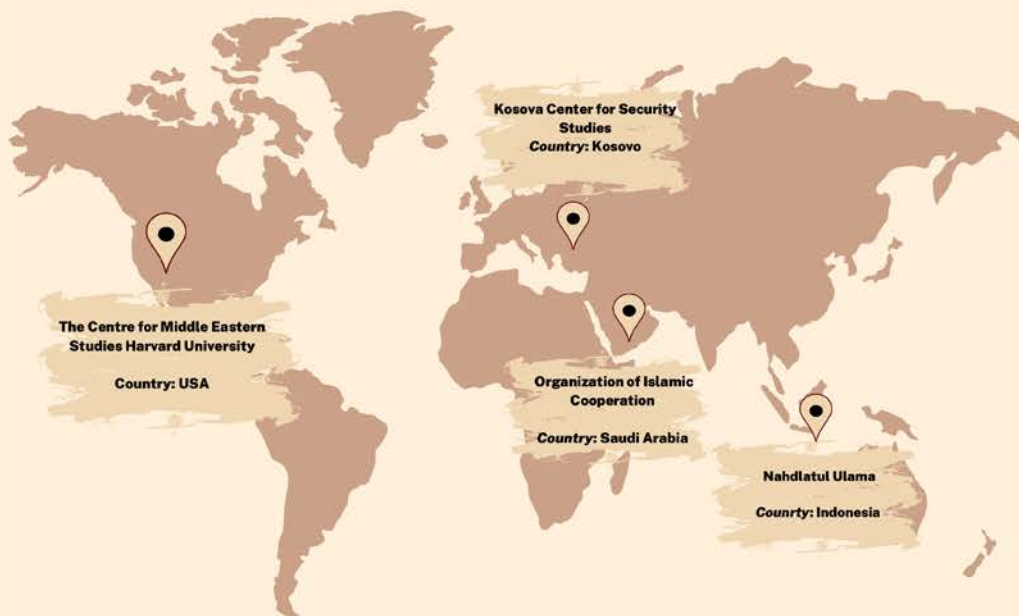 Kosova Center for Security
Studies
Country: Kosovo
The Centre for Middle Eastern
Studies Harvard University
Country: USA
Organization of Islamic
Cooperation
Country: Saudi Arabia
Nahdlatul Ulama
Counrty: Indonesia